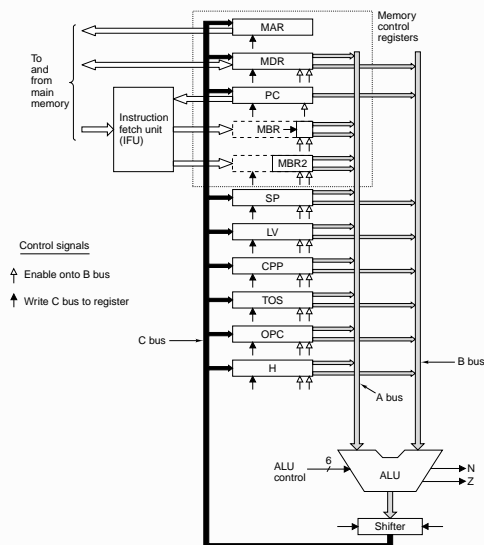 MAR
Memory
control
registers
To
and
from
main
memory
MDR
PC
Instruction
fetch unit
(IFU)
MBR
MBR2
SP
Control signals
LV
Enable onto B bus
CPP
Write C bus to register
TOS
C bus
OPC
B bus
H
A bus
ALU
control
6
ALU
N
Z
Shifter